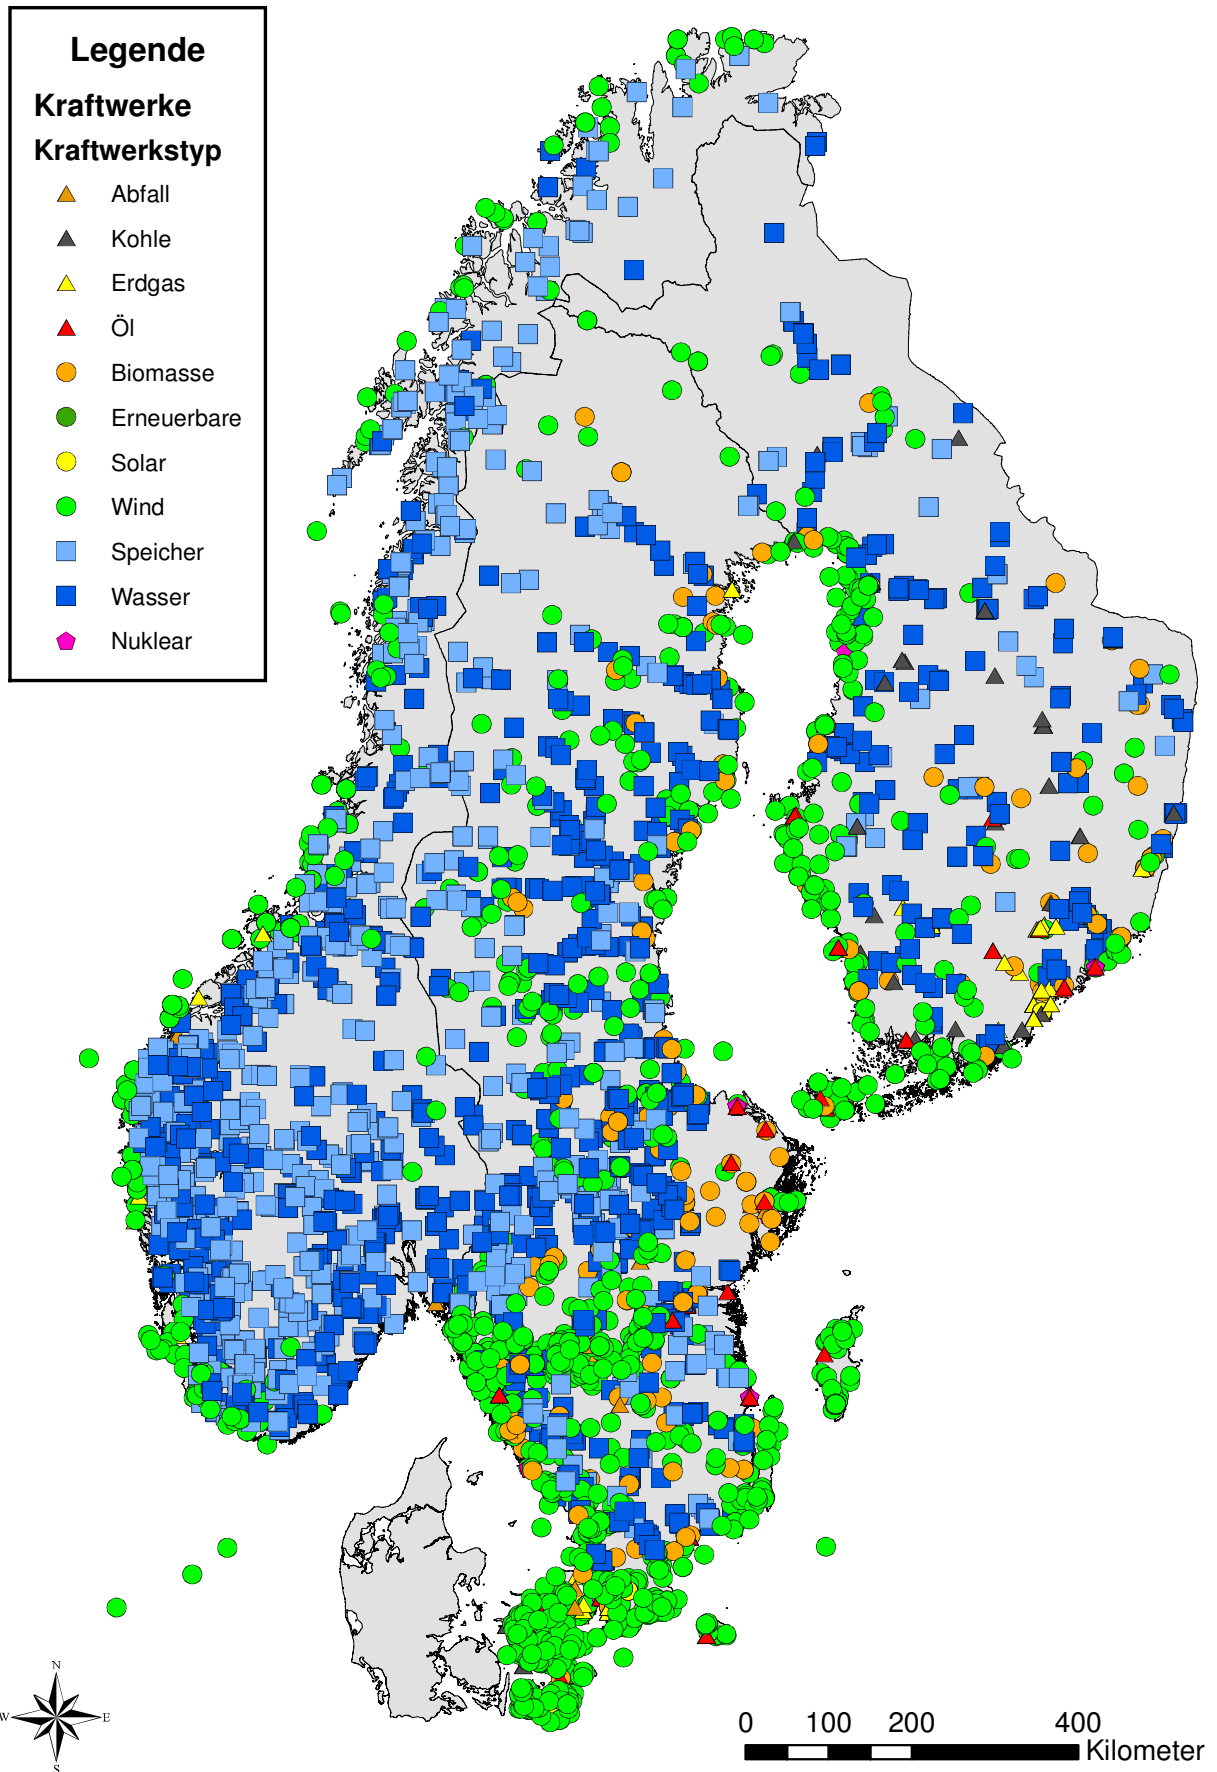 Legende
Kraftwerke
Kraftwerkstyp
Abfall
Kohle
Erdgas
Öl
Biomasse
Erneuerbare
Solar
Wind
Speicher
Wasser
Nuklear
N
W E
S
0 100 200 400
Kilometer